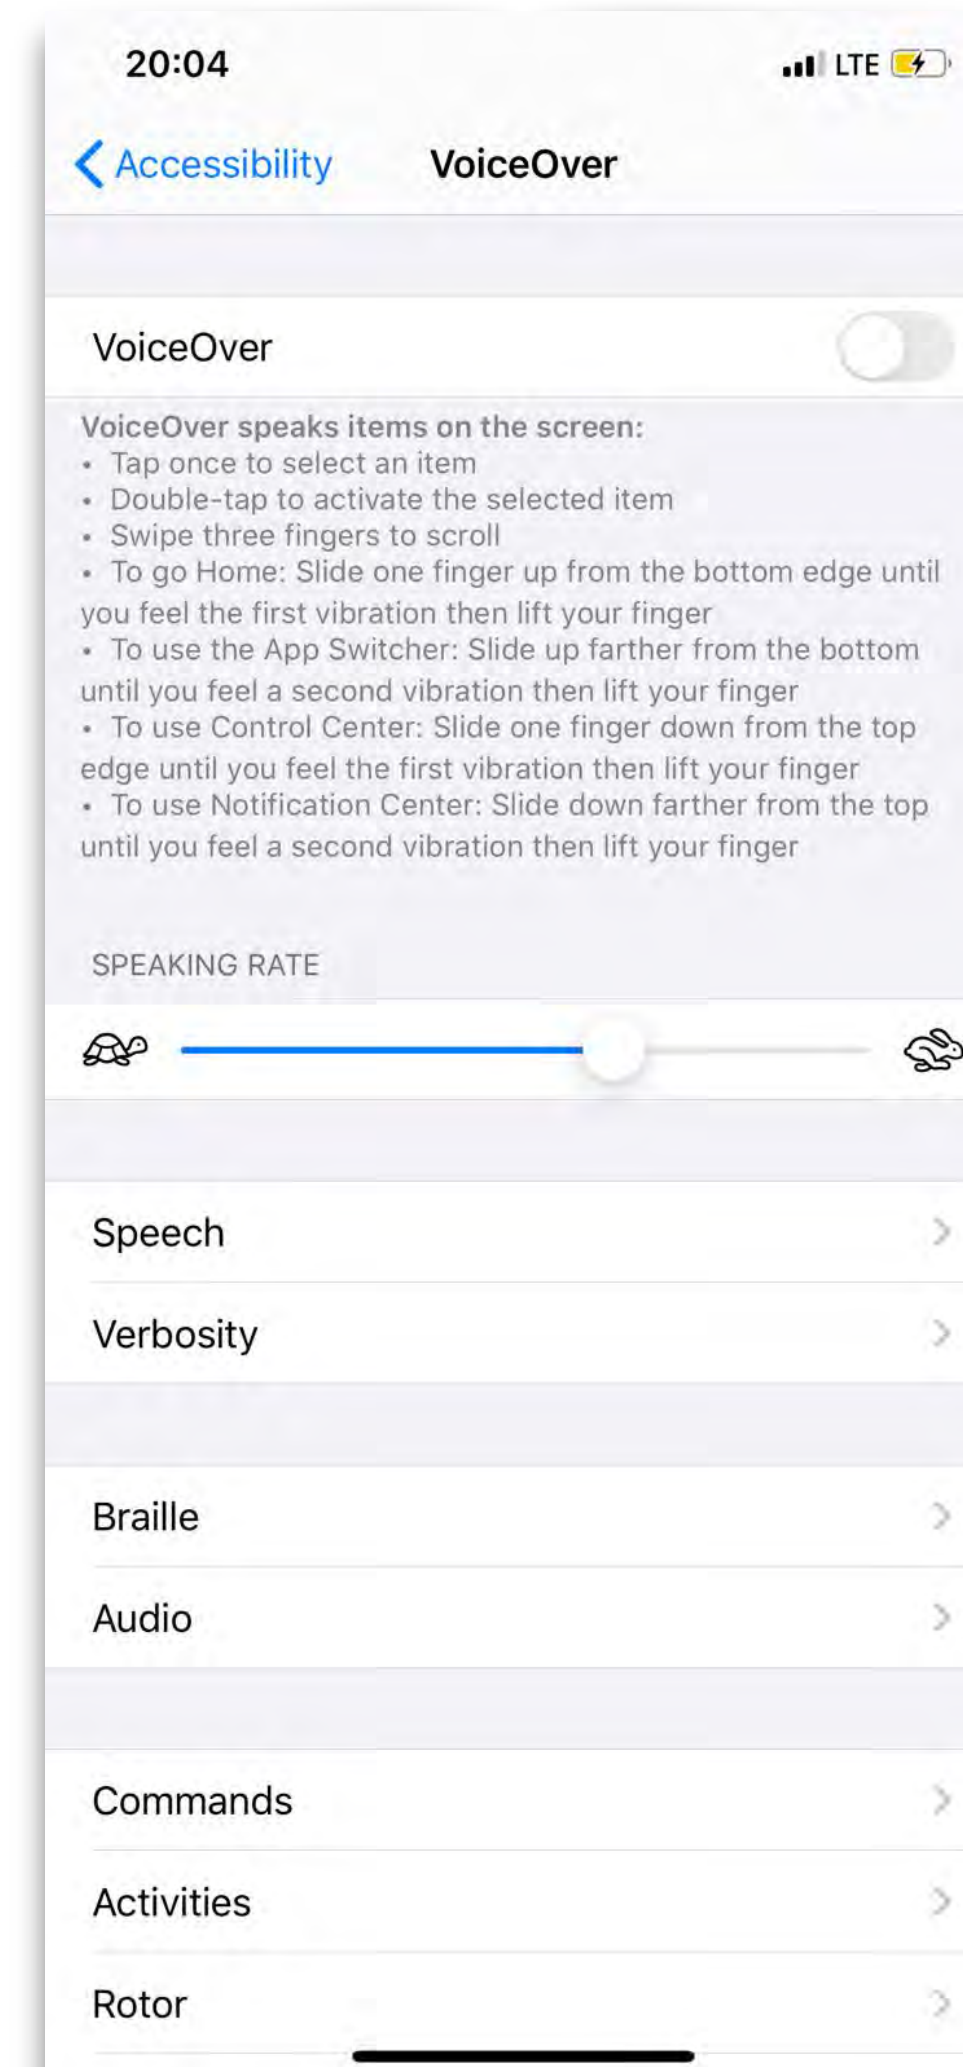 20:04
LTE
Accessibility
VoiceOver
VoiceOver
VoiceOver speaks items on the screen:
• Tap once to select an item
• Double-tap to activate the selected item
• Swipe three fingers to scroll
• To go Home: Slide one finger up from the bottom edge until
you feel the first vibration then lift your finger
• To use the App Switcher: Slide up farther from the bottom
until you feel a second vibration then lift your finger
• To use Control Center: Slide one finger down from the top
edge until you feel the first vibration then lift your finger
• To use Notification Center: Slide down farther from the top
until you feel a second vibration then lift your finger
SPEAKING RATE
Speech
Verbosity
Braille
Audio
Commands
Activities
Rotor